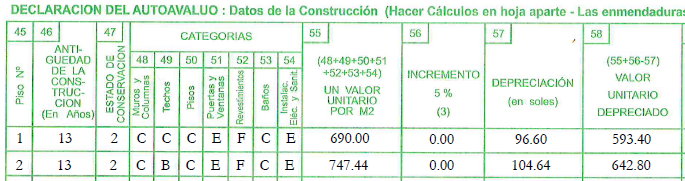 DECLARACION DEL AUTOAVALUO : Datos de la Construcción (Hacer Cálculos en hoja aparte - Las enmendaduras
45 46 47 CATEGORIAS 55 56 57 58
Piso Nº
ANTI-
GUEDAD
DE LA
CONS-
TRUC-
CION
(En Años)
ESTADO DE
CONSERVACION
48 49 50 51 52 53 54
Muros y
Columnas
Techos
Pisos
Puertas y
Ventanas
Revestimientos
Baños
Instalac.
Eléc. y Sanit.
(48+49+50+51
+52+53+54)
UN VALOR
UNITARIO
POR M2
INCREMENTO
5 %
(3)
DEPRECIACIÓN
(en soles)
(55+56-57)
VALOR
UNITARIO
DEPRECIADO
1 13 2 C C C E F C E 690.00 0.00 96.60 593.40
2 13 2 C B C E F C E 747.44 0.00 104.64 642.80